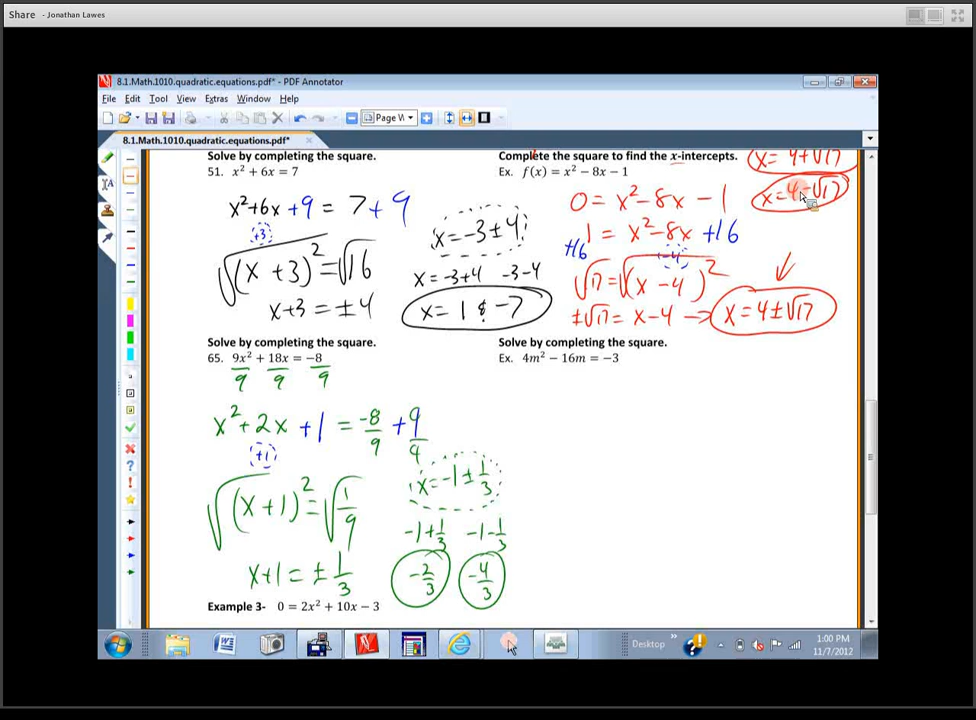 Share - Jonathan Lawes
8.1.Math.1010.quadratic.equations.pdf* - PDF Annotator
File Edit Tool View Extras Window Help
Page W
8.1.Math.1010.quadratic.equations.pdf*
Solve by completing the square.
51. x² + 6x = 7
x²+6x +9 = 7+9
+3
√(x +3)² = √16
x+3 = ±4
x=-3±4
x=-3+4 -3-4
x= 1 & -7
Complete the square to find the x-intercepts.
Ex. f(x) = x² − 8x − 1
x= 4+√17
x=4-√17
0= x²-8x -1
+16 1 = x²-8x +16
-4
√17=√(x -4)²
±√17= x-4 → x=4±√17
Solve by completing the square.
65. 9x² + 18x = −8
9 9 9
x²+2x +1 = -8/9 +9/9
+1
√(x+1)² = √1/9
x+1= ±1/3
x=-1±1/3
-1+1/3 -1-1/3
-2/3 -4/3
Solve by completing the square.
Ex. 4m² − 16m = −3
Example 3- 0 = 2x² + 10x − 3
Desktop
1:00 PM
11/7/2012